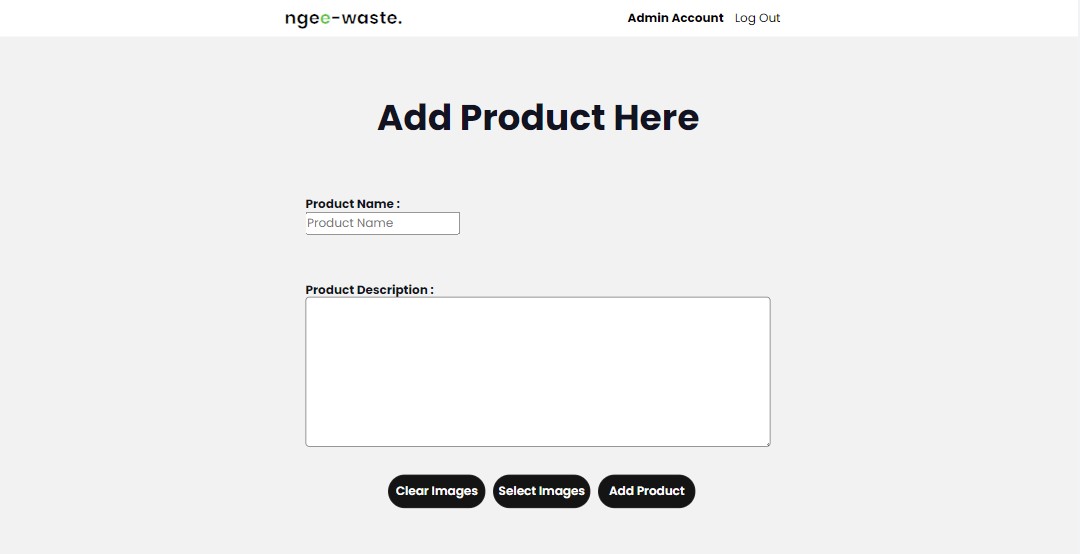 ngee-waste.
Admin Account Log Out
Add Product Here
Product Name :
Product Name
Product Description :
Clear Images Select Images Add Product